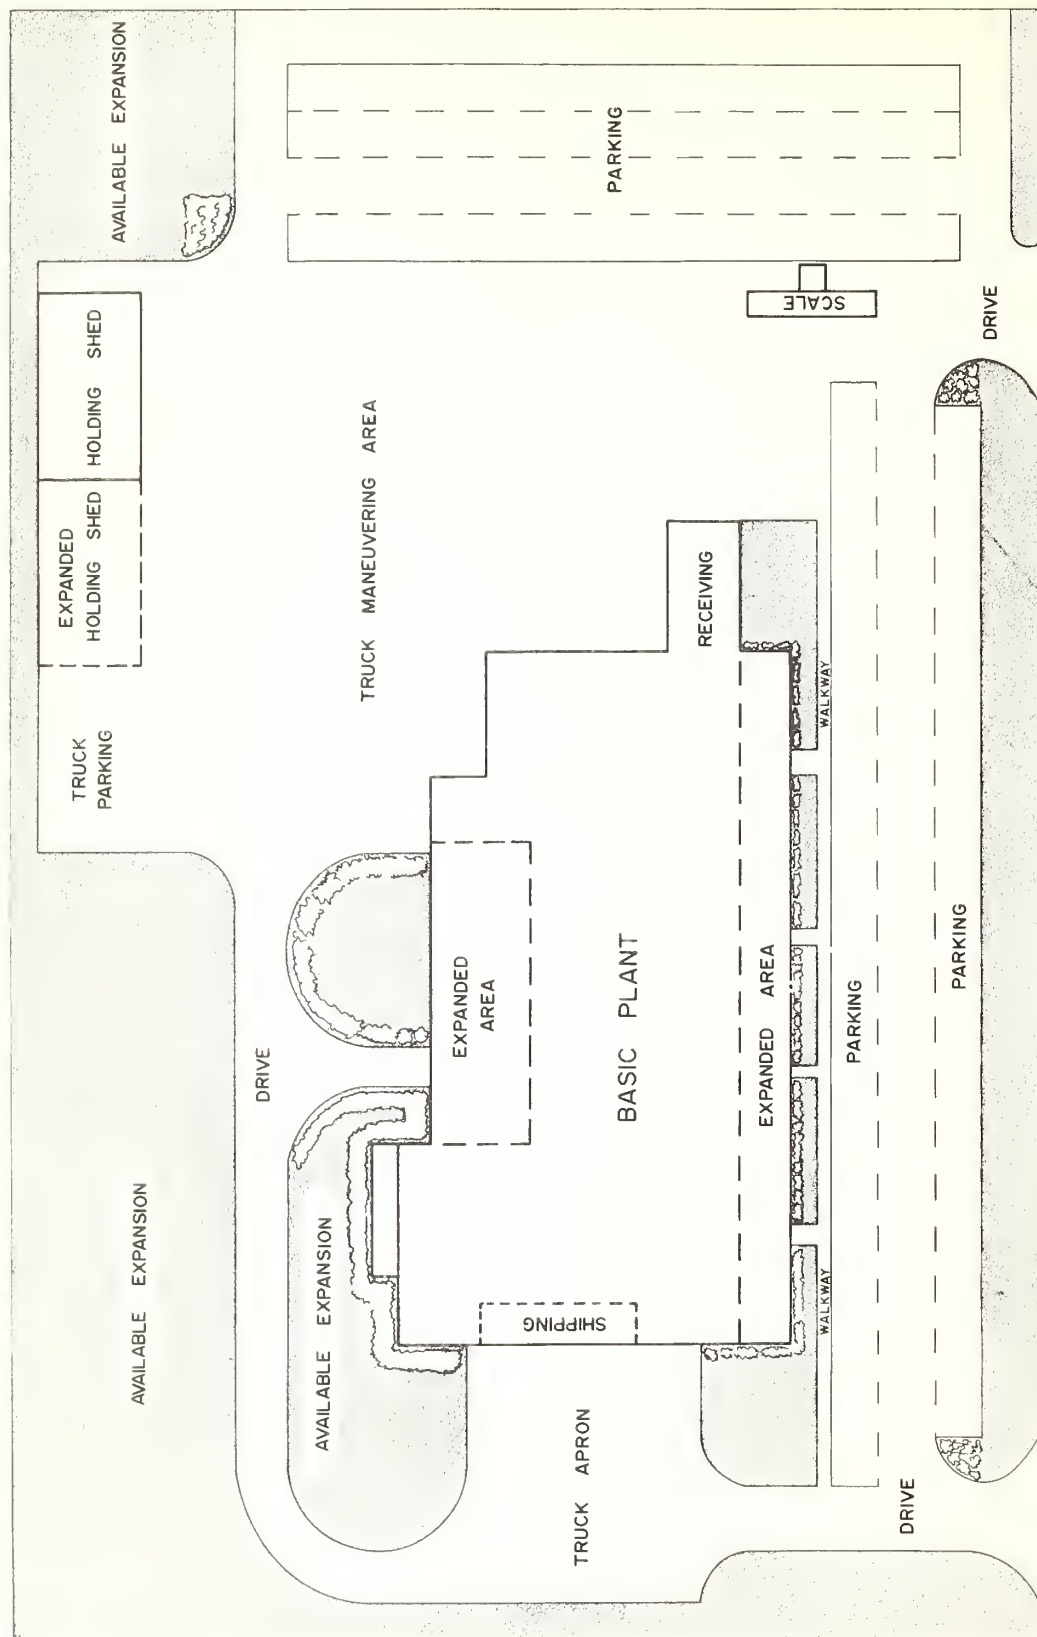 AVAILABLE EXPANSION
AVAILABLE EXPANSION
TRUCK
PARKING
EXPANDED
HOLDING SHED
HOLDING SHED
DRIVE
AVAILABLE EXPANSION
TRUCK MANEUVERING AREA
EXPANDED
AREA
SHIPPING
TRUCK APRON
BASIC PLANT
RECEIVING
PARKING
EXPANDED AREA
SCALE
WALKWAY
WALKWAY
PARKING
DRIVE
PARKING
DRIVE